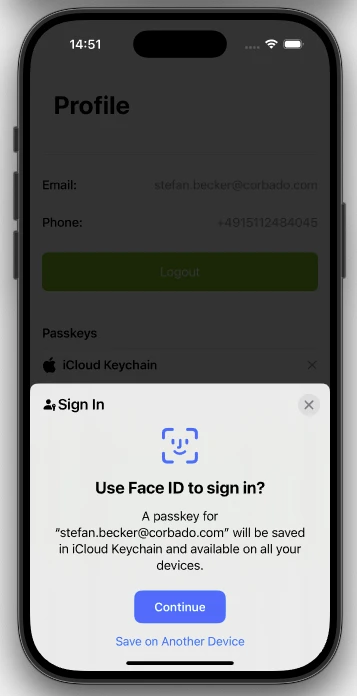 14:51
Profile
Email: stefan.becker@corbado.com
Phone: +4915112484045
Logout
Passkeys
iCloud Keychain
Sign In
Use Face ID to sign in?
A passkey for
“stefan.becker@corbado.com” will be saved
in iCloud Keychain and available on all your
devices.
Continue
Save on Another Device